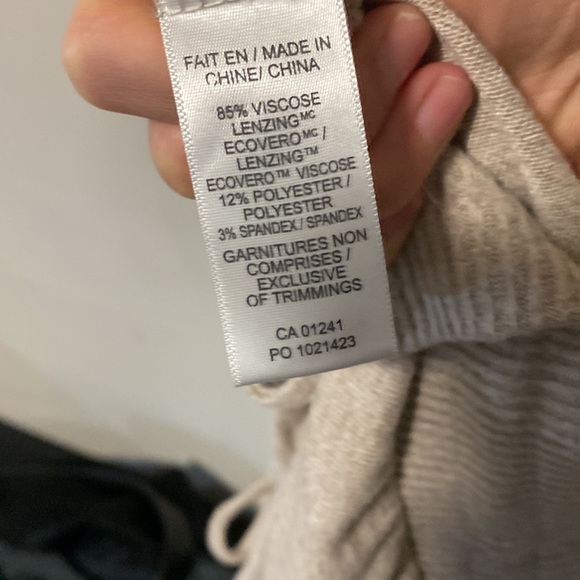 FAIT EN / MADE IN
CHINE/ CHINA
85% VISCOSE
LENZINGᴹᶜ
ECOVEROᴹᶜ /
LENZING™
ECOVERO™ VISCOSE
12% POLYESTER /
POLYESTER
3% SPANDEX / SPANDEX
GARNITURES NON
COMPRISES /
EXCLUSIVE
OF TRIMMINGS
CA 01241
PO 1021423